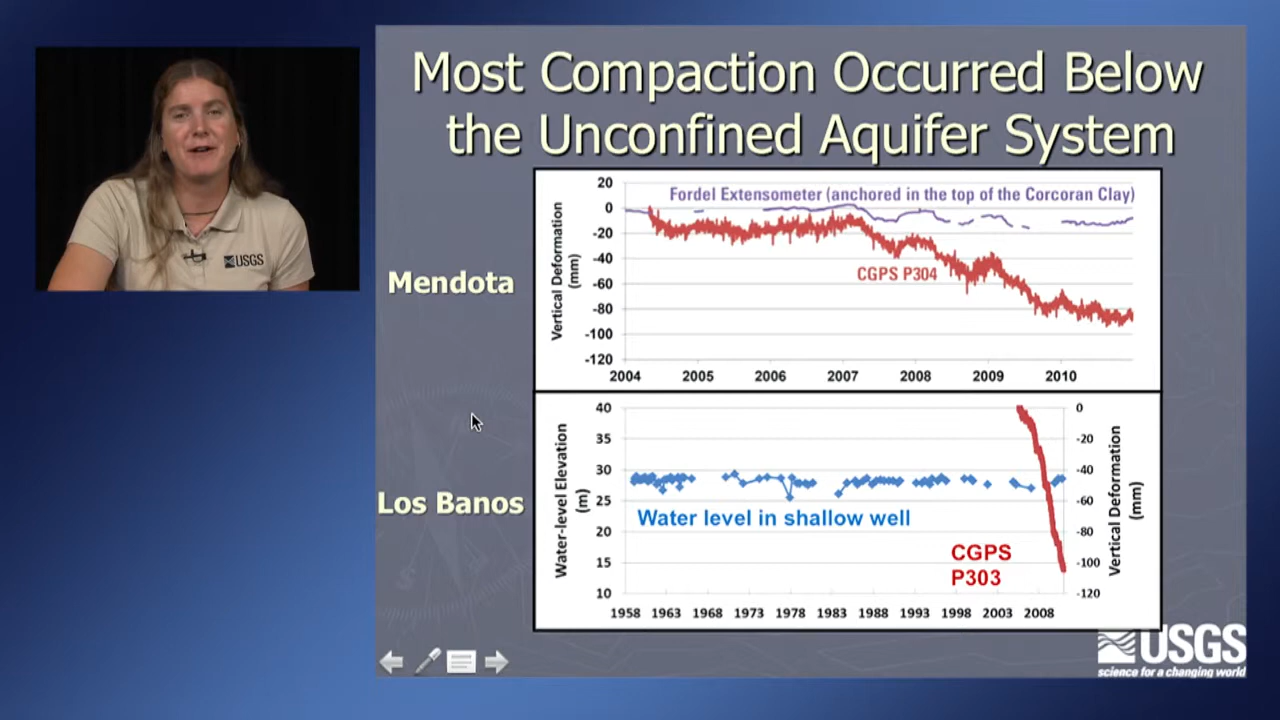 Most Compaction Occurred Below
the Unconfined Aquifer System
USGS
Mendota
Vertical Deformation
(mm)
20
0
-20
-40
-60
-80
-100
-120
Fordel Extensometer (anchored in the top of the Corcoran Clay)
CGPS P304
2004 2005 2006 2007 2008 2009 2010
Los Banos
Water-level Elevation
(m)
40
35
30
25
20
15
10
Water level in shallow well
CGPS
P303
0
-20
-40
-60
-80
-100
-120
Vertical Deformation
(mm)
1958 1963 1968 1973 1978 1983 1988 1993 1998 2003 2008
USGS
science for a changing world